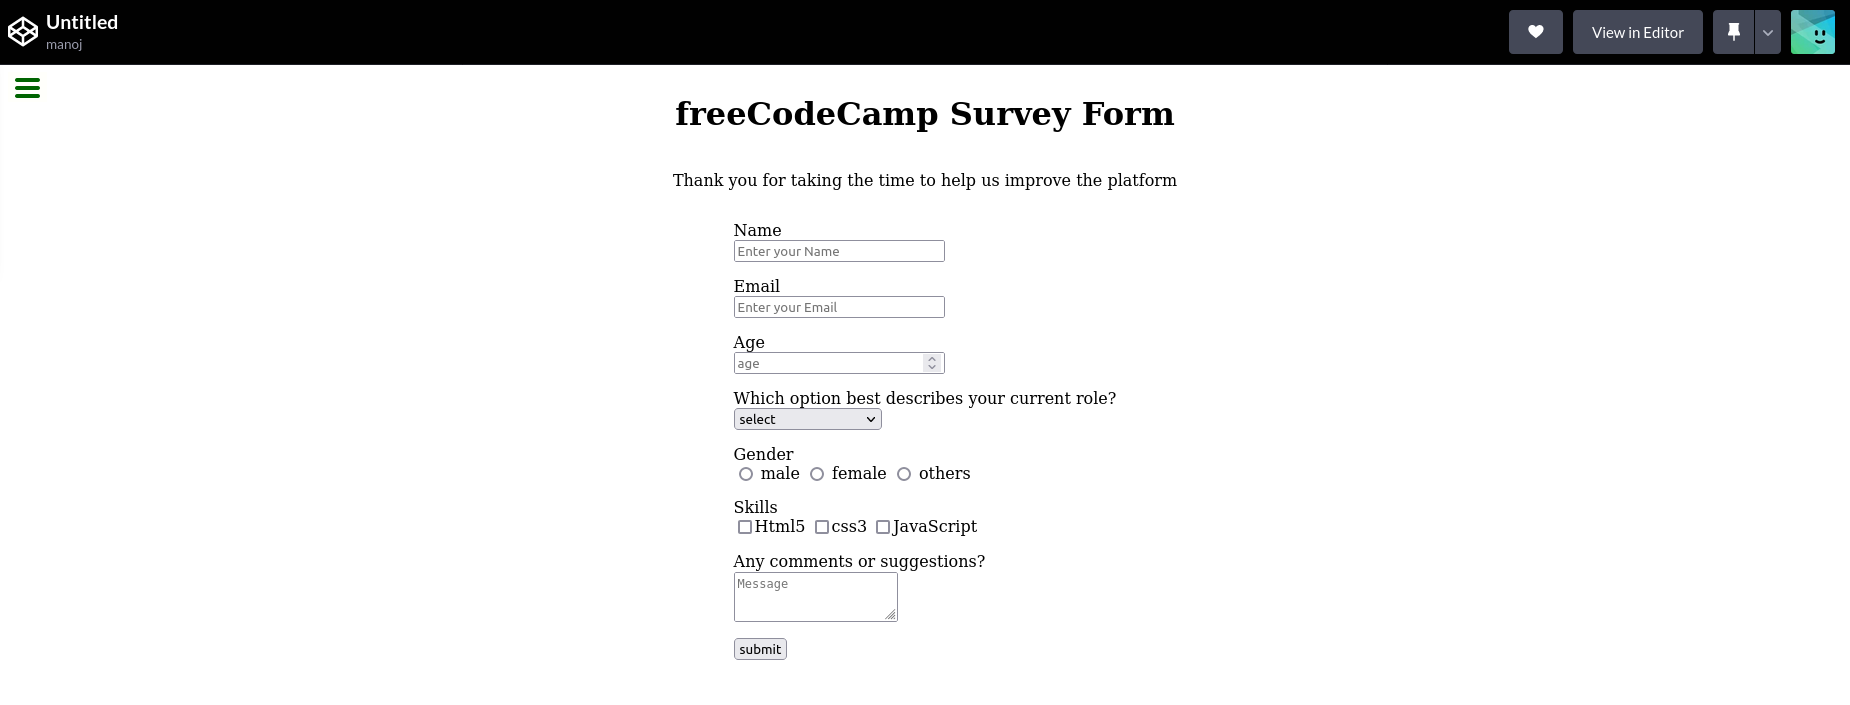 Untitled
manoj
View in Editor
freeCodeCamp Survey Form
Thank you for taking the time to help us improve the platform
Name
Enter your Name
Email
Enter your Email
Age
age
Which option best describes your current role?
select
Gender
male female others
Skills
Html5 css3 JavaScript
Any comments or suggestions?
Message
submit